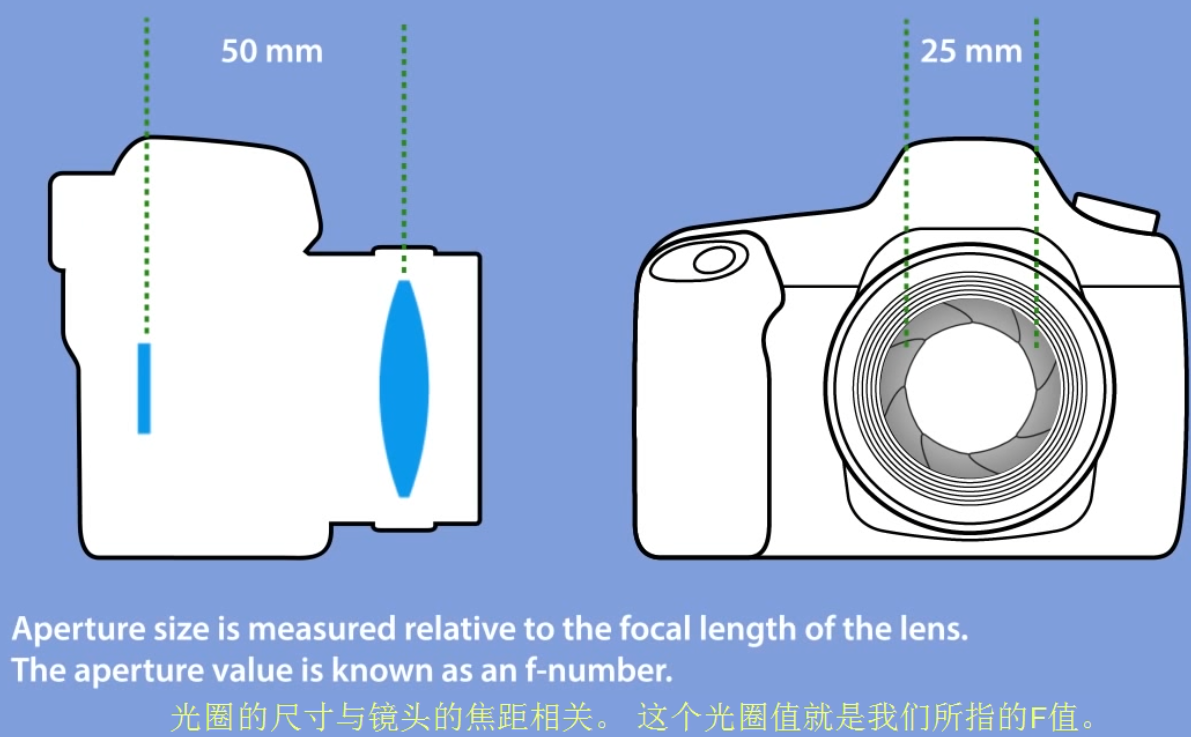 50 mm
25 mm
Aperture size is measured relative to the focal length of the lens.
The aperture value is known as an f-number.
光圈的尺寸与镜头的焦距相关。 这个光圈值就是我们所指的F值。